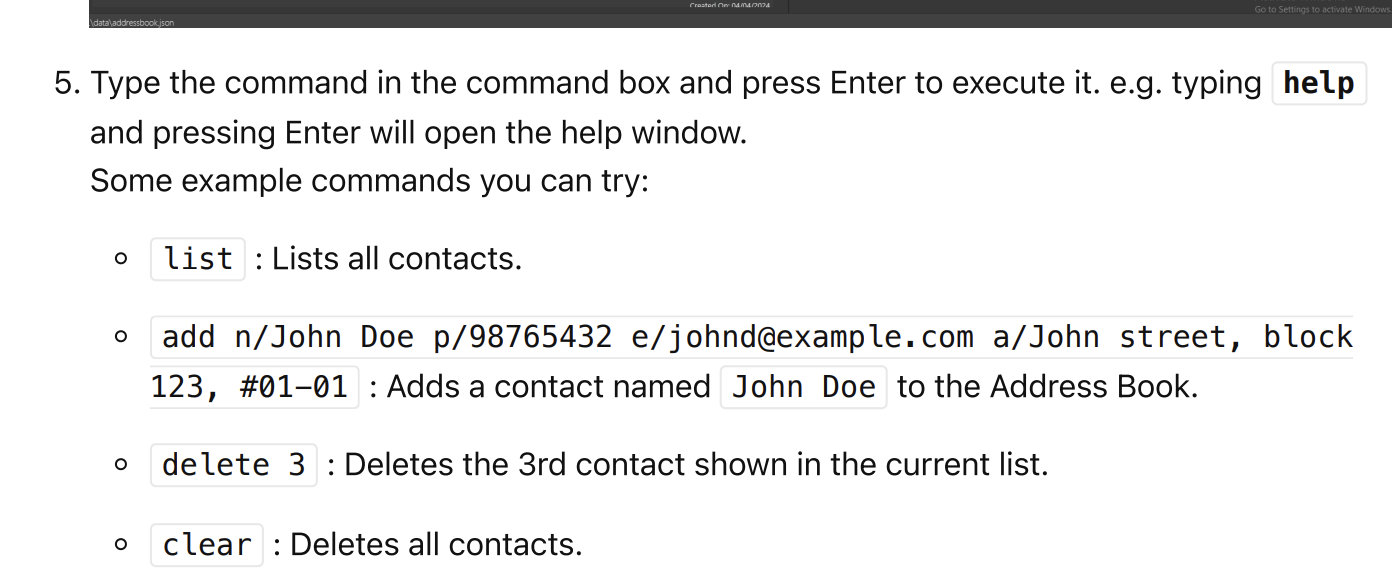 Created On: 04/04/2024
Go to Settings to activate Windows.
\data\addressbook.json
5. Type the command in the command box and press Enter to execute it. e.g. typing help
and pressing Enter will open the help window.
Some example commands you can try:
list : Lists all contacts.
add n/John Doe p/98765432 e/johnd@example.com a/John street, block
123, #01-01 : Adds a contact named John Doe to the Address Book.
delete 3 : Deletes the 3rd contact shown in the current list.
clear : Deletes all contacts.